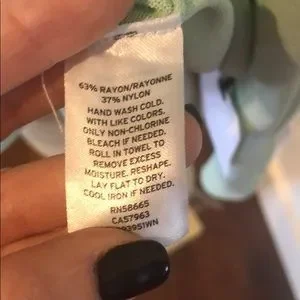 63% RAYON/RAYONNE
37% NYLON
HAND WASH COLD.
WITH LIKE COLORS.
ONLY NON-CHLORINE
BLEACH IF NEEDED.
ROLL IN TOWEL TO
REMOVE EXCESS
MOISTURE. RESHAPE.
LAY FLAT TO DRY.
COOL IRON IF NEEDED.
RN58665
CA57963
93951WN